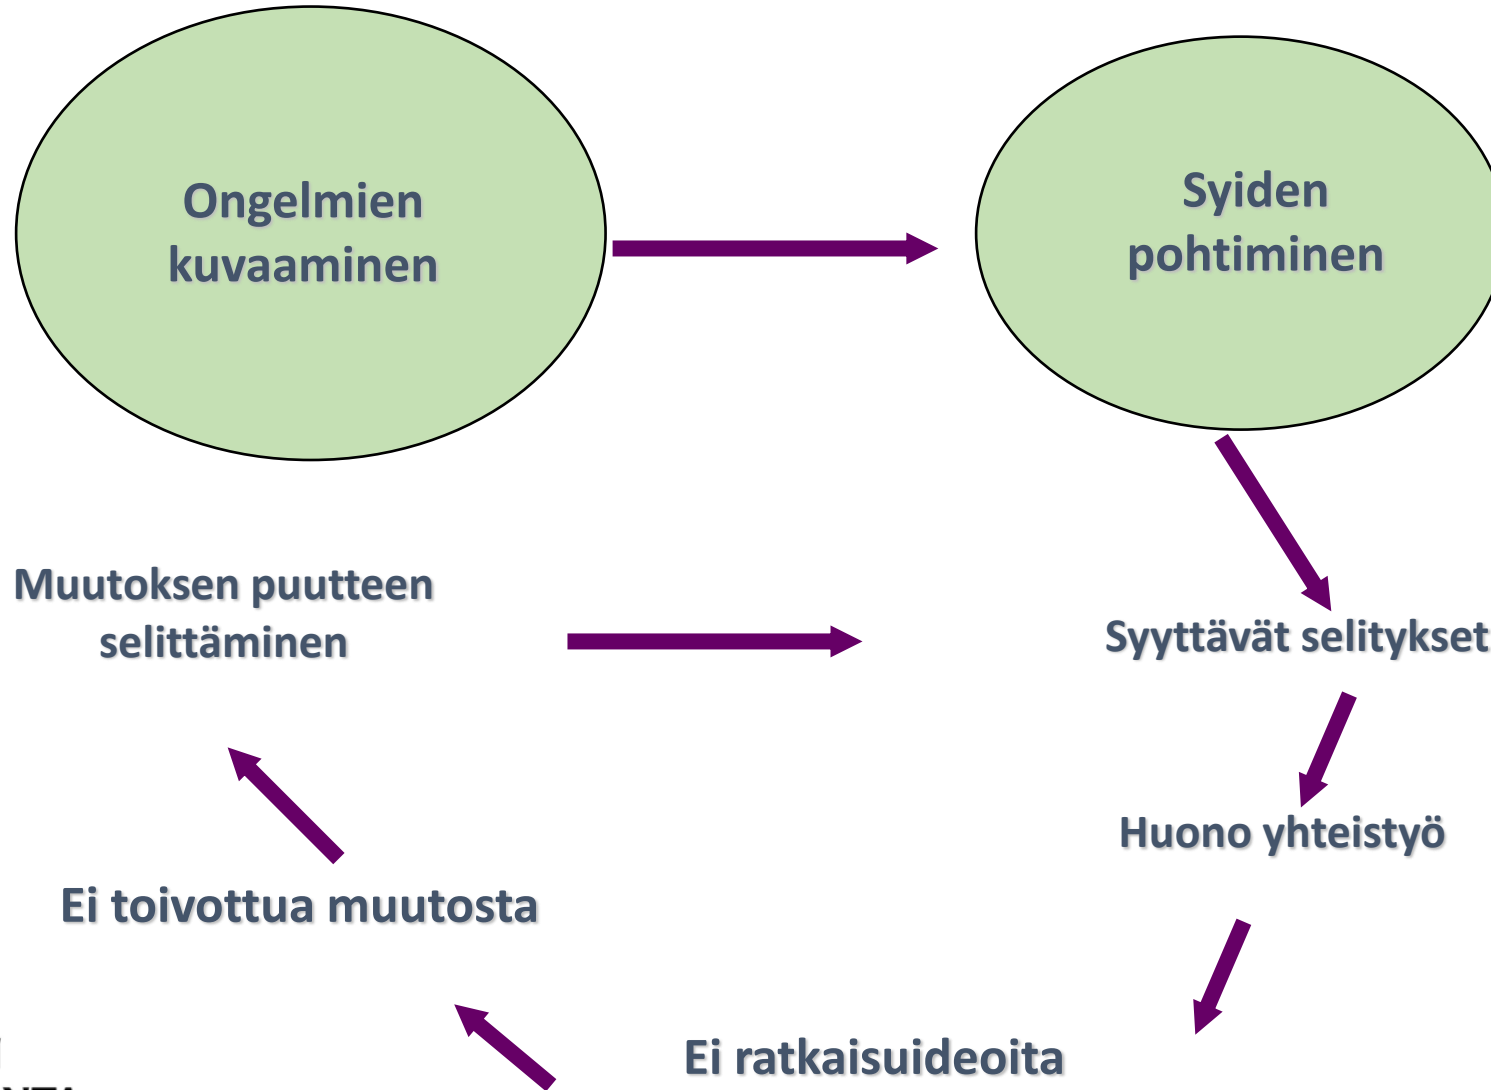 Ongelmien
kuvaaminen
Syiden
pohtiminen
Muutoksen puutteen
selittäminen
Syyttävät selitykset
Huono yhteistyö
Ei toivottua muutosta
Ei ratkaisuideoita